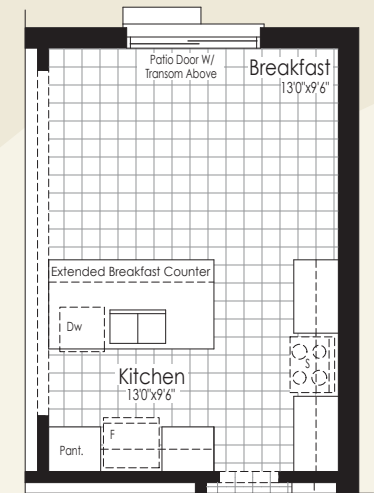 Patio Door W/
Transom Above
Breakfast
13'0"x9'6"
Extended Breakfast Counter
Dw
S
Kitchen
13'0"x9'6"
F
Pant.